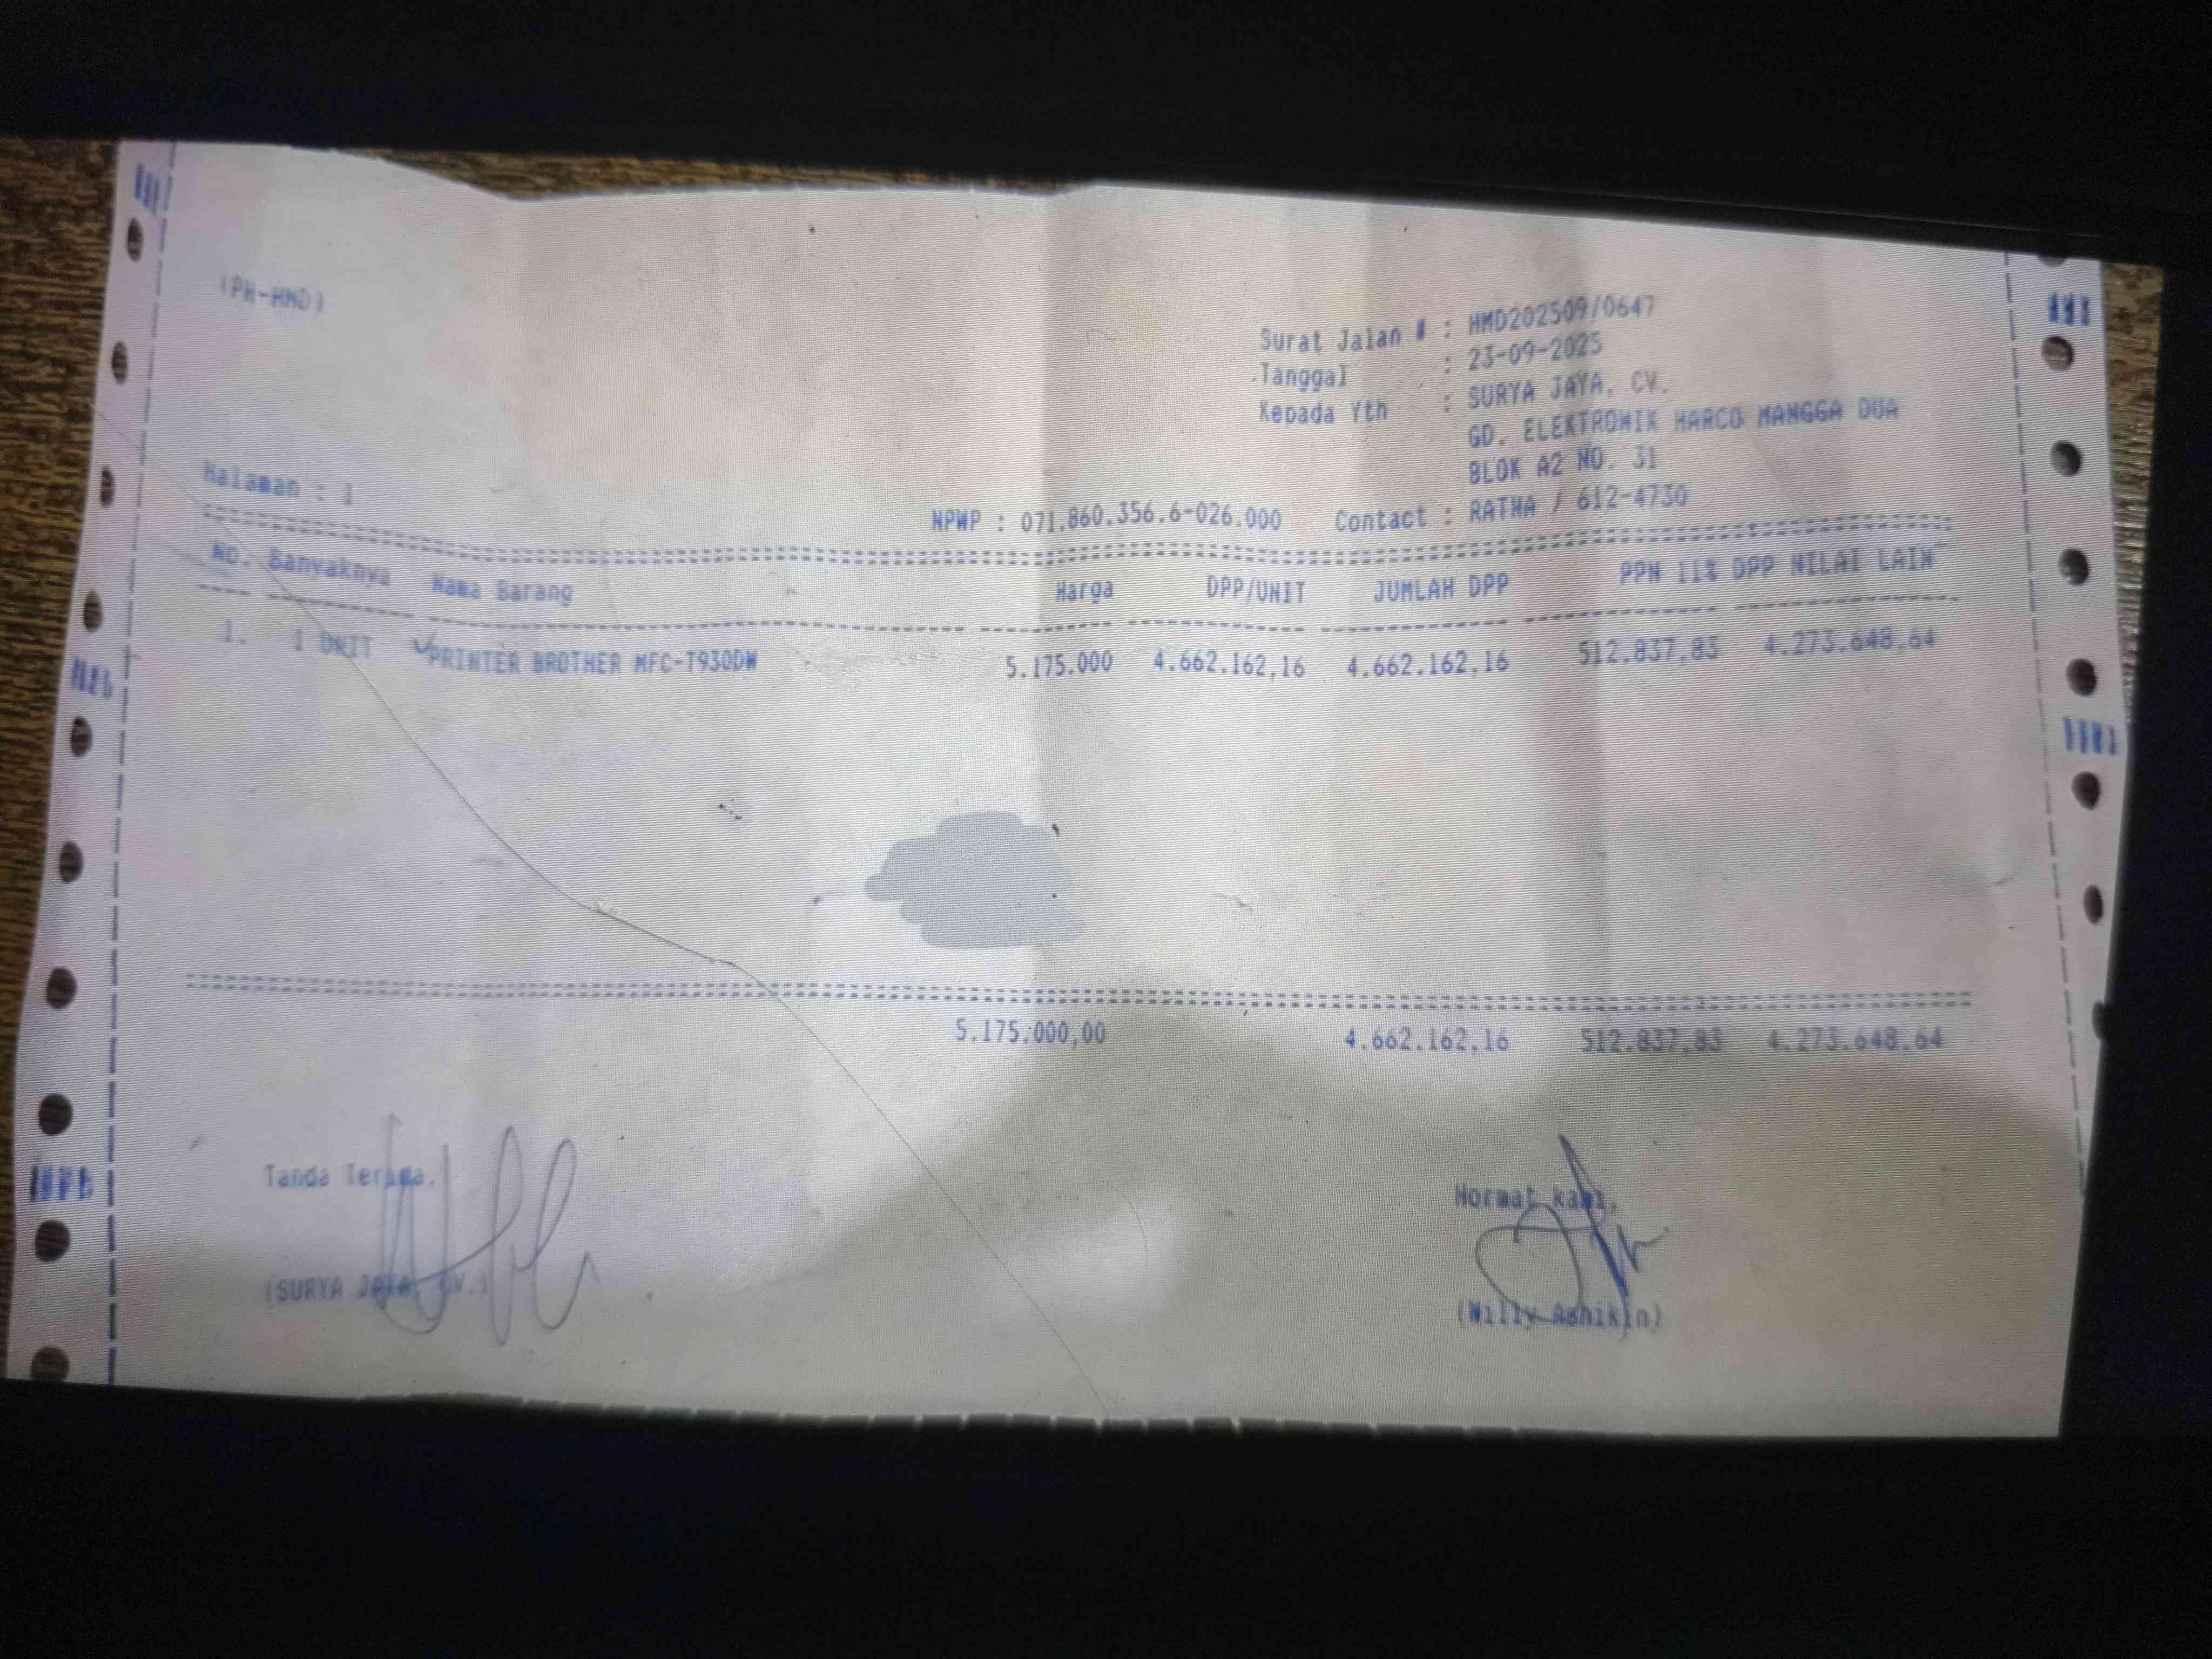 (PH-HMD)
Surat Jalan # : HMD202509/0647
Tanggal : 23-09-2025
Kepada Yth : SURYA JAYA, CV.
GD. ELEKTRONIK HARCO MANGGA DUA
BLOK A2 NO. 31
Halaman : 1
NPWP : 071.860.356.6-026.000 Contact : RATNA / 612-4730
NO. Banyaknya Nama Barang Harga DPP/UNIT JUMLAH DPP PPN 11% DPP NILAI LAIN
1. 1 UNIT PRINTER BROTHER MFC-T930DW 5.175.000 4.662.162,16 4.662.162,16 512.837,83 4.273.648,64
5.175.000,00 4.662.162,16 512.837,83 4.273.648,64
Tanda Terima, Hormat kami,
(SURYA JAYA, CV.) (Willy Ashikin)